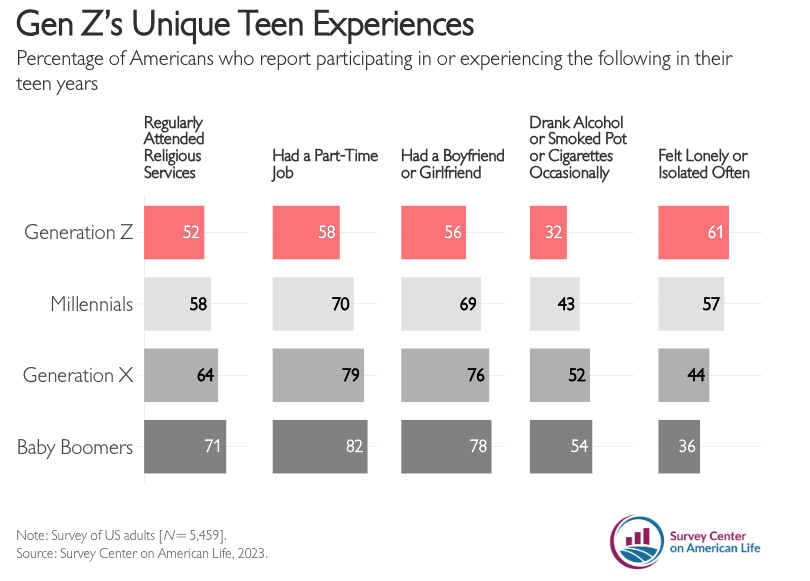 Gen Z's Unique Teen Experiences
Percentage of Americans who report participating in or experiencing the following in their
teen years
Regularly
Attended
Religious
Services
Had a Part-Time
Job
Had a Boyfriend
or Girlfriend
Drank Alcohol
or Smoked Pot
or Cigarettes
Occasionally
Felt Lonely or
Isolated Often
Generation Z 52 58 56 32 61
Millennials 58 70 69 43 57
Generation X 64 79 76 52 44
Baby Boomers 71 82 78 54 36
Note: Survey of US adults [N= 5,459].
Source: Survey Center on American Life, 2023.
Survey Center
on American Life